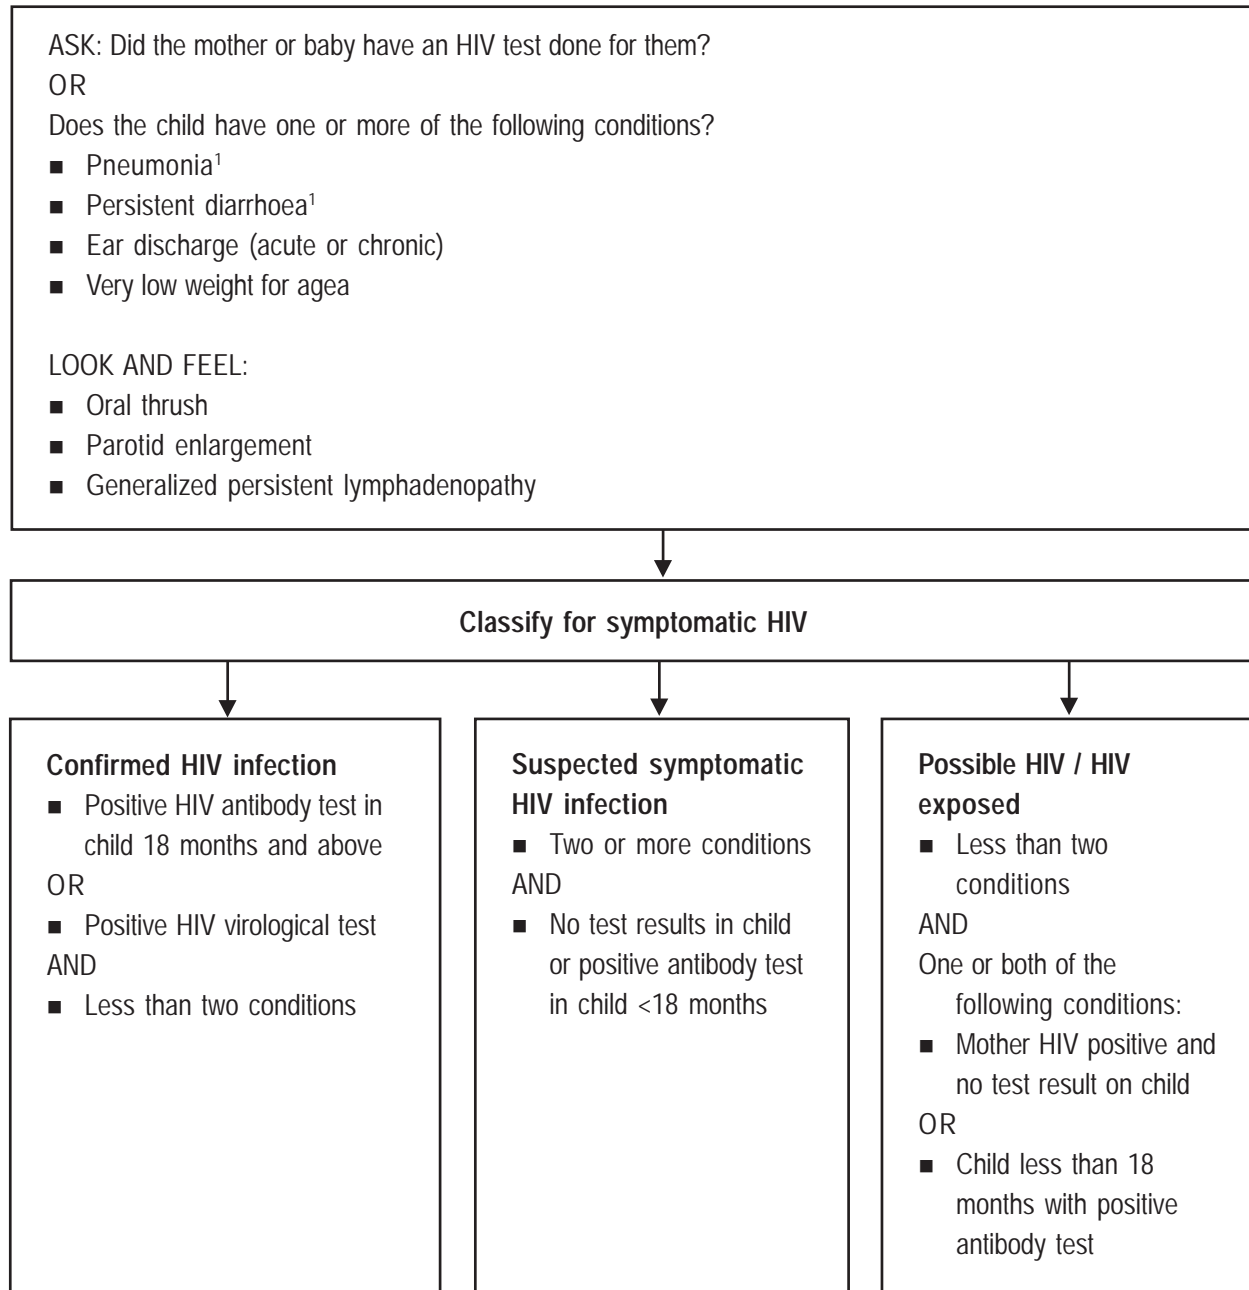 ASK: Did the mother or baby have an HIV test done for them?
OR
Does the child have one or more of the following conditions?
■ Pneumonia¹
■ Persistent diarrhoea¹
■ Ear discharge (acute or chronic)
■ Very low weight for agea
LOOK AND FEEL:
■ Oral thrush
■ Parotid enlargement
■ Generalized persistent lymphadenopathy
Classify for symptomatic HIV
Confirmed HIV infection
■ Positive HIV antibody test in
child 18 months and above
OR
■ Positive HIV virological test
AND
■ Less than two conditions
Suspected symptomatic
HIV infection
■ Two or more conditions
AND
■ No test results in child
or positive antibody test
in child <18 months
Possible HIV / HIV
exposed
■ Less than two
conditions
AND
One or both of the
following conditions:
■ Mother HIV positive and
no test result on child
OR
■ Child less than 18
months with positive
antibody test